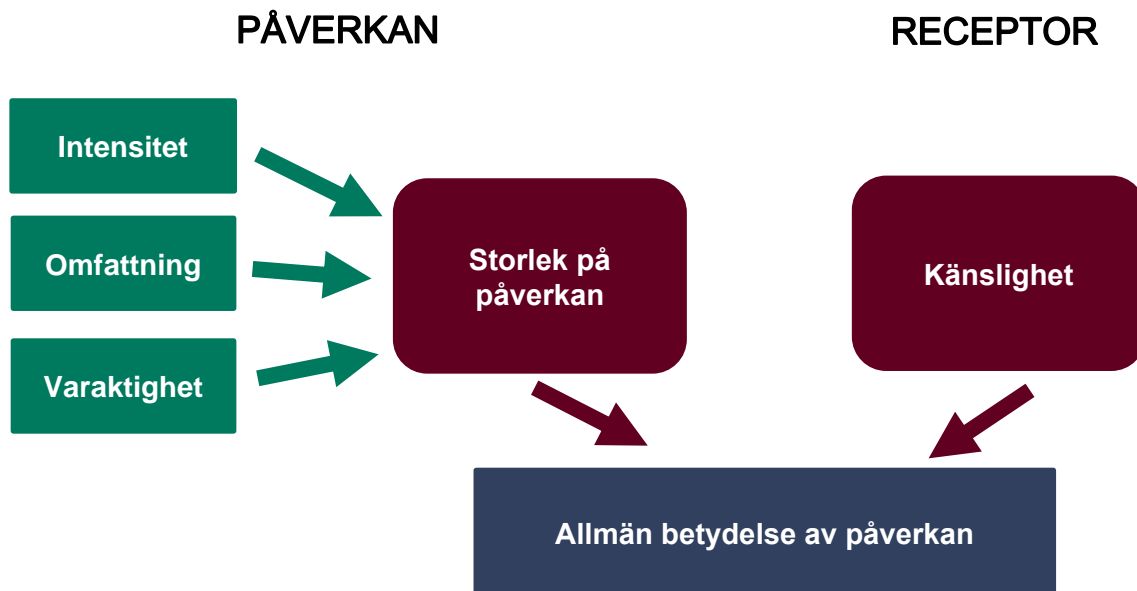 PÅVERKAN
RECEPTOR
Intensitet
Omfattning
Varaktighet
Storlek på
påverkan
Känslighet
Allmän betydelse av påverkan